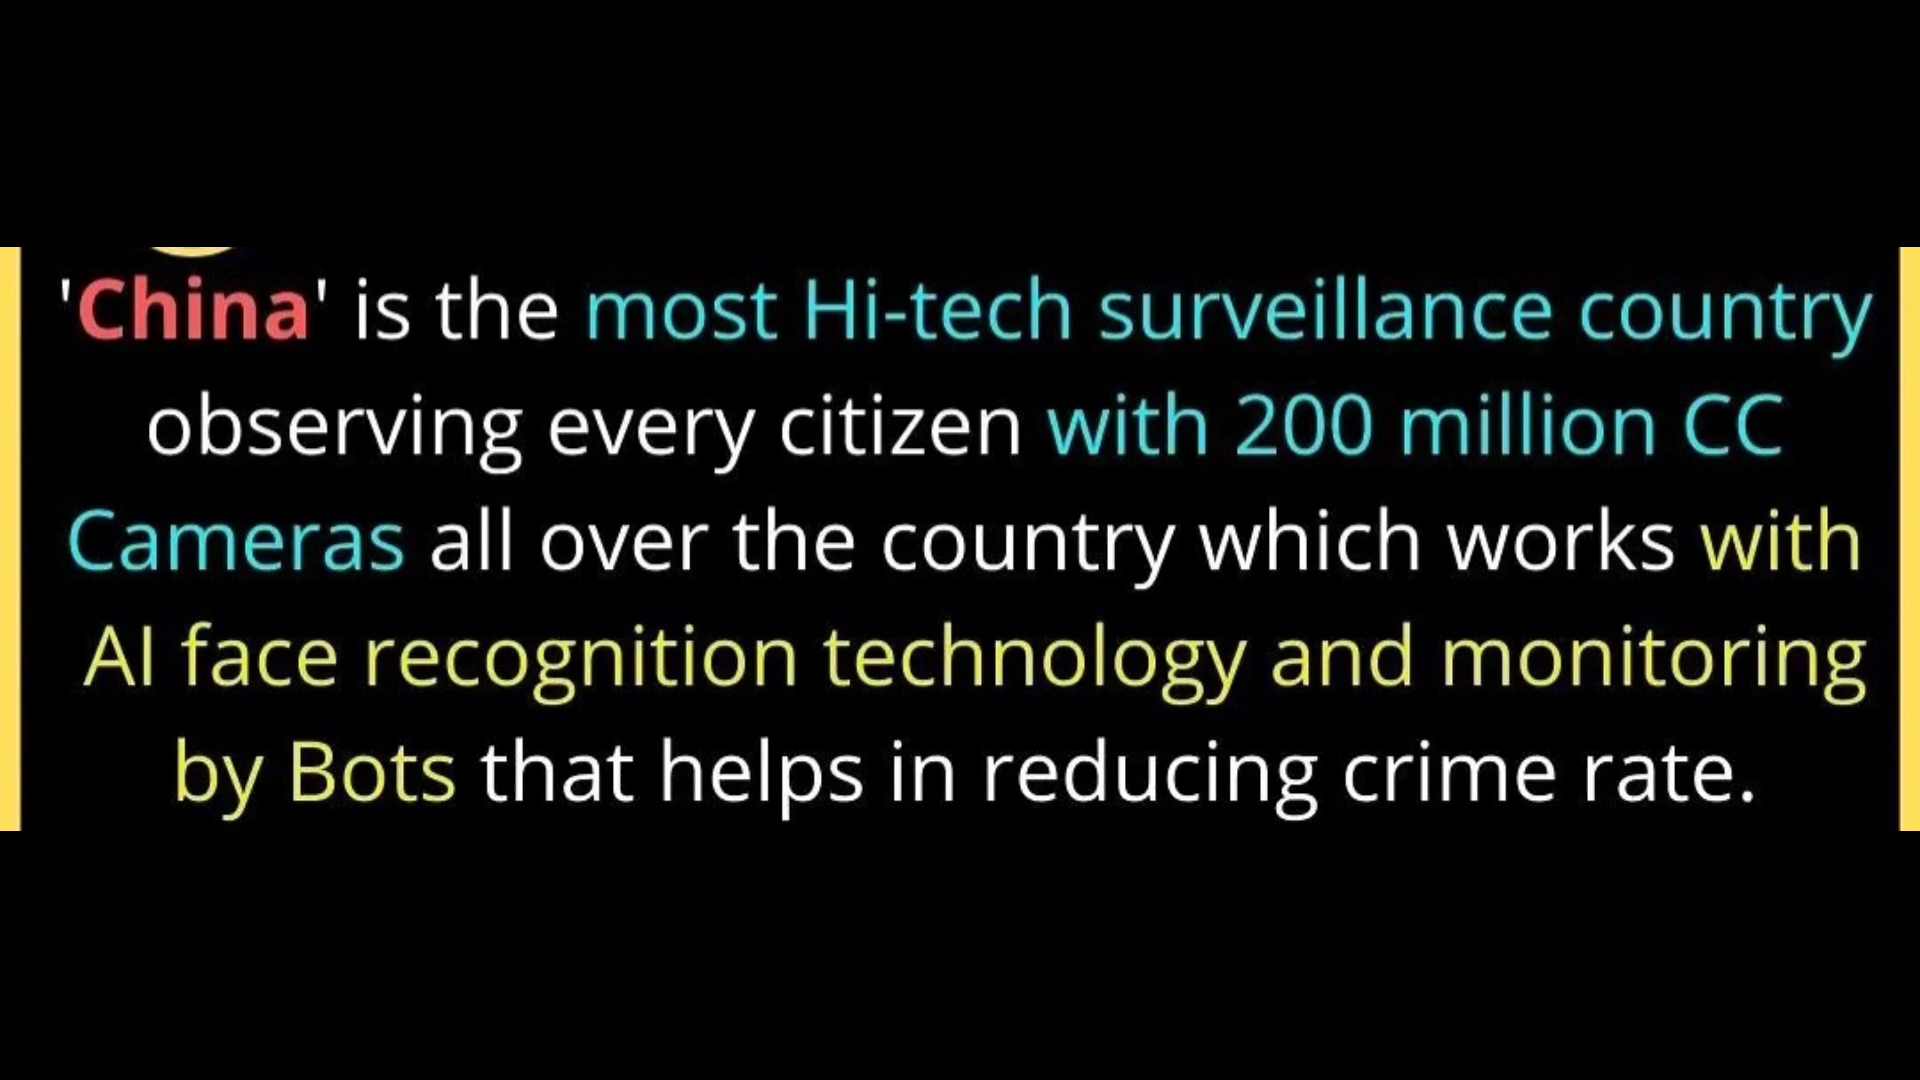 'China' is the most Hi-tech surveillance country
observing every citizen with 200 million CC
Cameras all over the country which works with
AI face recognition technology and monitoring
by Bots that helps in reducing crime rate.